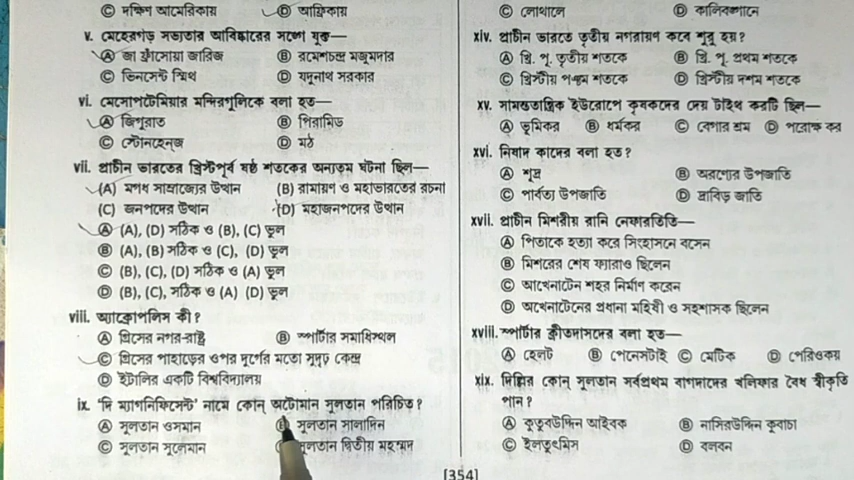 Ⓒ দক্ষিণ আমেরিকায় Ⓓ আফ্রিকায়
v. মেহেরগড় সভ্যতার আবিষ্কারের সঙ্গে যুক্ত—
Ⓐ জা ফ্রাঁসোয়া জারিজ Ⓑ রমেশচন্দ্র মজুমদার
Ⓒ ভিনসেন্ট স্মিথ Ⓓ যদুনাথ সরকার
vi. মেসোপটেমিয়ার মন্দিরগুলিকে বলা হত—
Ⓐ জিগুরাত Ⓑ পিরামিড
Ⓒ স্টোনহেন্‌জ Ⓓ মঠ
vii. প্রাচীন ভারতের খ্রিস্টপূর্ব ষষ্ঠ শতকের অন্যতম ঘটনা ছিল—
(A) মগধ সাম্রাজ্যের উত্থান (B) রামায়ণ ও মহাভারতের রচনা
(C) জনপদের উত্থান (D) মহাজনপদের উত্থান
Ⓐ (A), (D) সঠিক ও (B), (C) ভুল
Ⓑ (A), (B) সঠিক ও (C), (D) ভুল
Ⓒ (B), (C), (D) সঠিক ও (A) ভুল
Ⓓ (B), (C), সঠিক ও (A) (D) ভুল
viii. অ্যাক্রোপলিস কী?
Ⓐ গ্রিসের নগর-রাষ্ট্র Ⓑ স্পার্টার সমাধিস্থল
Ⓒ গ্রিসের পাহাড়ের ওপর দুর্গের মতো সুদৃঢ় কেন্দ্র
Ⓓ ইটালির একটি বিশ্ববিদ্যালয়
ix. 'দি ম্যাগনিফিসেন্ট' নামে কোন্ অটোমান সুলতান পরিচিত?
Ⓐ সুলতান ওসমান সুলতান সালাদিন
Ⓒ সুলতান সুলেমান সুলতান দ্বিতীয় মহম্মদ
Ⓒ লোথালে Ⓓ কালিবঙ্গানে
xiv. প্রাচীন ভারতে তৃতীয় নগরায়ণ কবে শুরু হয়?
Ⓐ খ্রি. পূ. তৃতীয় শতকে Ⓑ খ্রি. পূ. প্রথম শতকে
Ⓒ খ্রিস্টীয় পঞ্চম শতকে Ⓓ খ্রিস্টীয় দশম শতকে
xv. সামন্ততান্ত্রিক ইউরোপে কৃষকদের দেয় টাইথ করটি ছিল—
Ⓐ ভূমিকর Ⓑ ধর্মকর Ⓒ বেগার শ্রম Ⓓ পরোক্ষ কর
xvi. নিষাদ কাদের বলা হত?
Ⓐ শূদ্র Ⓑ অরণ্যের উপজাতি
Ⓒ পার্বত্য উপজাতি Ⓓ দ্রাবিড় জাতি
xvii. প্রাচীন মিশরীয় রানি নেফারতিতি—
Ⓐ পিতাকে হত্যা করে সিংহাসনে বসেন
Ⓑ মিশরের শেষ ফ্যারাও ছিলেন
Ⓒ আখেনাটেন শহর নির্মাণ করেন
Ⓓ অখেনাটেনের প্রধানা মহিষী ও সহশাসক ছিলেন
xviii. স্পার্টার ক্রীতদাসদের বলা হত—
Ⓐ হেলট Ⓑ পেনেসটাই Ⓒ মেটিক Ⓓ পেরিওকয়
xix. দিল্লির কোন্ সুলতান সর্বপ্রথম বাগদাদের খলিফার বৈধ স্বীকৃতি
পান?
Ⓐ কুতুবউদ্দিন আইবক Ⓑ নাসিরউদ্দিন কুবাচা
Ⓒ ইলতুৎমিস Ⓓ বলবন
[354]